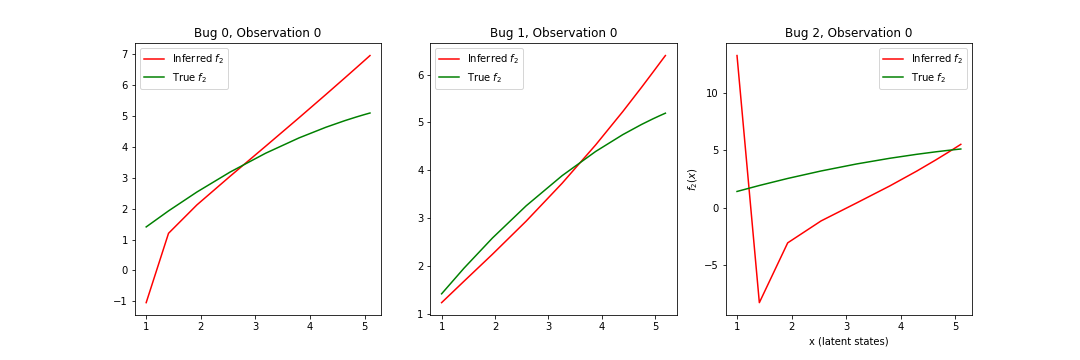 Bug 0, Observation 0
Inferred f₂
True f₂
7
6
5
4
3
2
1
0
−1
1 2 3 4 5
Bug 1, Observation 0
Inferred f₂
True f₂
6
5
4
3
2
1
1 2 3 4 5
Bug 2, Observation 0
Inferred f₂
True f₂
f₂(x)
10
5
0
−5
1 2 3 4 5
x (latent states)